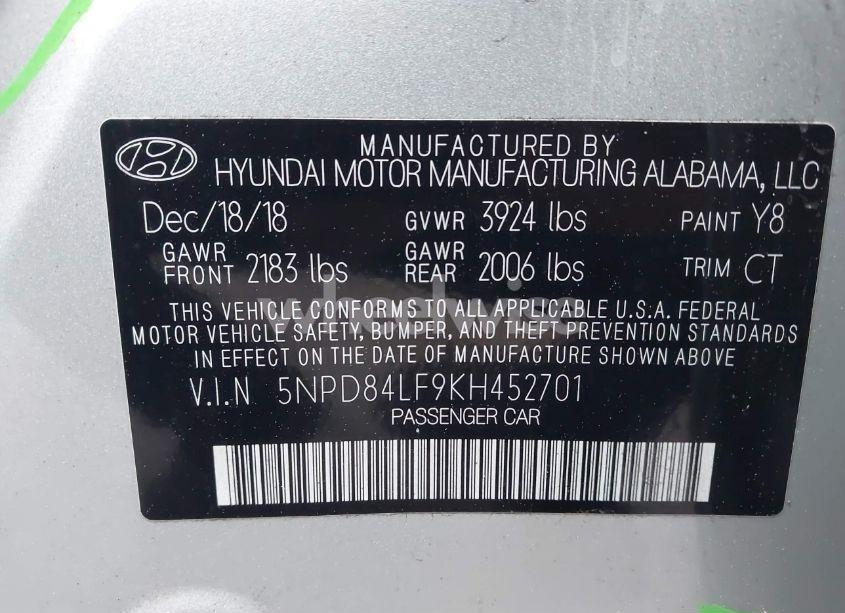 MANUFACTURED BY
HYUNDAI MOTOR MANUFACTURING ALABAMA, LLC
Dec/18/18 GVWR 3924 lbs PAINT Y8
GAWR FRONT 2183 lbs GAWR REAR 2006 lbs TRIM CT
THIS VEHICLE CONFORMS TO ALL APPLICABLE U.S.A. FEDERAL
MOTOR VEHICLE SAFETY, BUMPER, AND THEFT PREVENTION STANDARDS
IN EFFECT ON THE DATE OF MANUFACTURE SHOWN ABOVE
V.I.N 5NPD84LF9KH452701
PASSENGER CAR